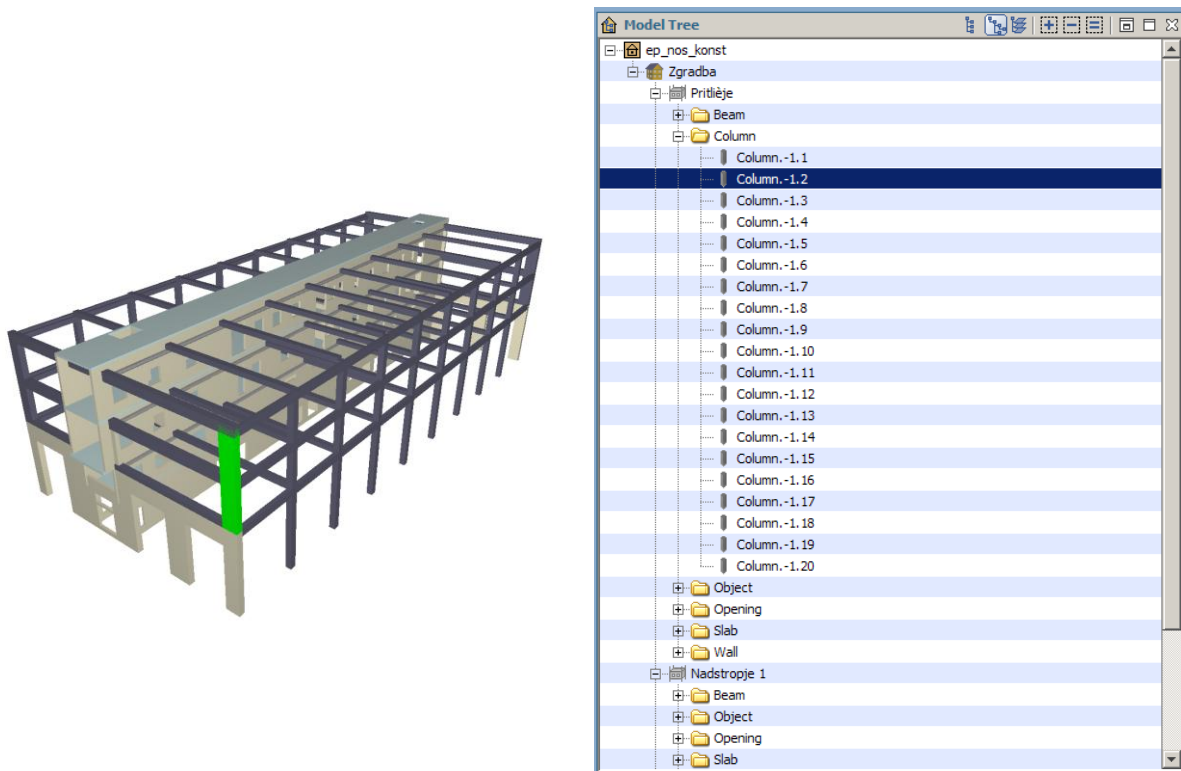 Model Tree
ep_nos_konst
Zgradba
Pritlièje
Beam
Column
Column.-1.1
Column.-1.2
Column.-1.3
Column.-1.4
Column.-1.5
Column.-1.6
Column.-1.7
Column.-1.8
Column.-1.9
Column.-1.10
Column.-1.11
Column.-1.12
Column.-1.13
Column.-1.14
Column.-1.15
Column.-1.16
Column.-1.17
Column.-1.18
Column.-1.19
Column.-1.20
Object
Opening
Slab
Wall
Nadstropje 1
Beam
Object
Opening
Slab